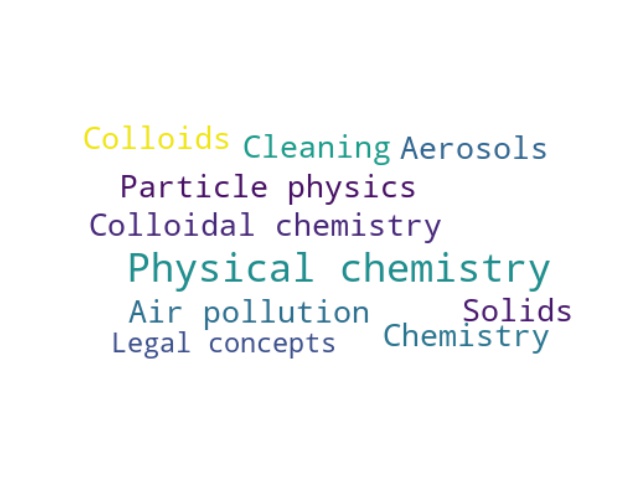 Colloids Cleaning Aerosols
Particle physics
Colloidal chemistry
Physical chemistry
Air pollution Solids
Legal concepts Chemistry